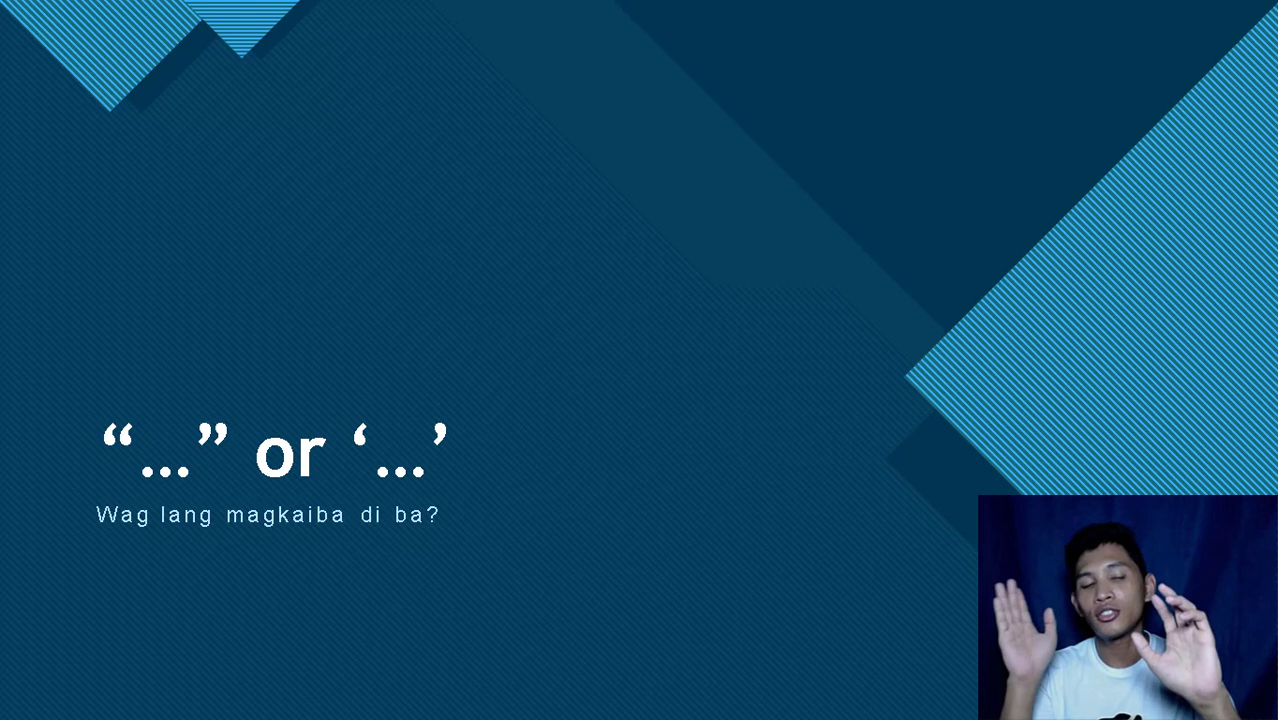 “...” or ‘...’
Wag lang magkaiba di ba?